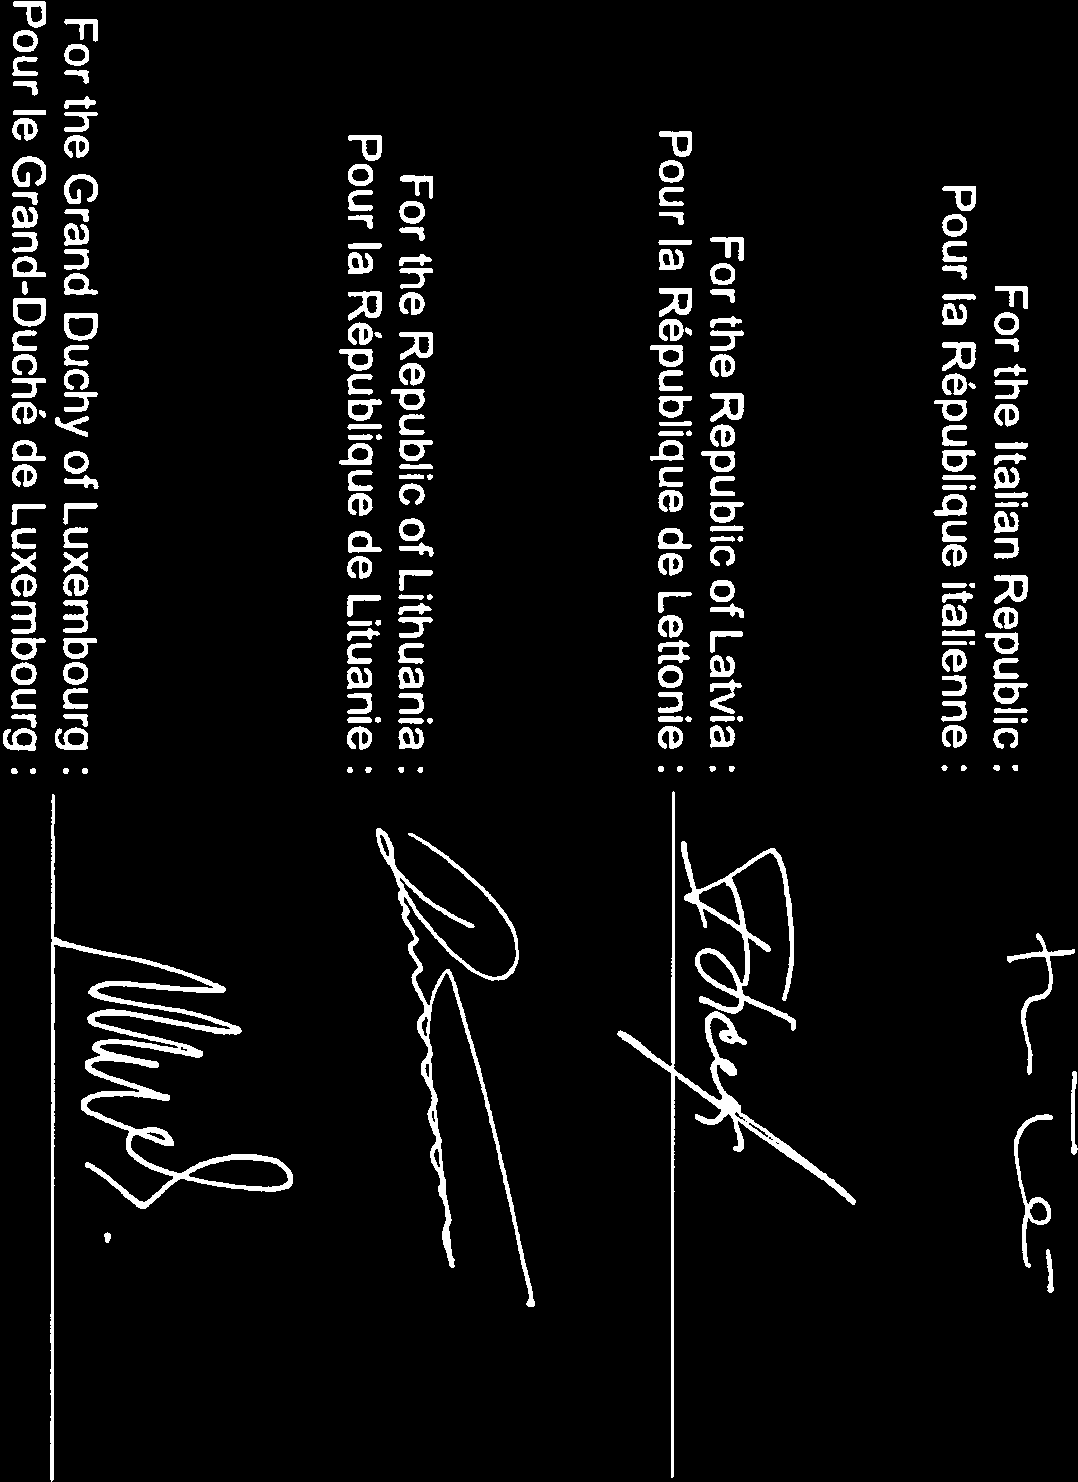 For the Italian Republic :
Pour la République italienne :
For the Republic of Latvia :
Pour la République de Lettonie :
For the Republic of Lithuania :
Pour la République de Lituanie :
For the Grand Duchy of Luxembourg :
Pour le Grand-Duché de Luxembourg :